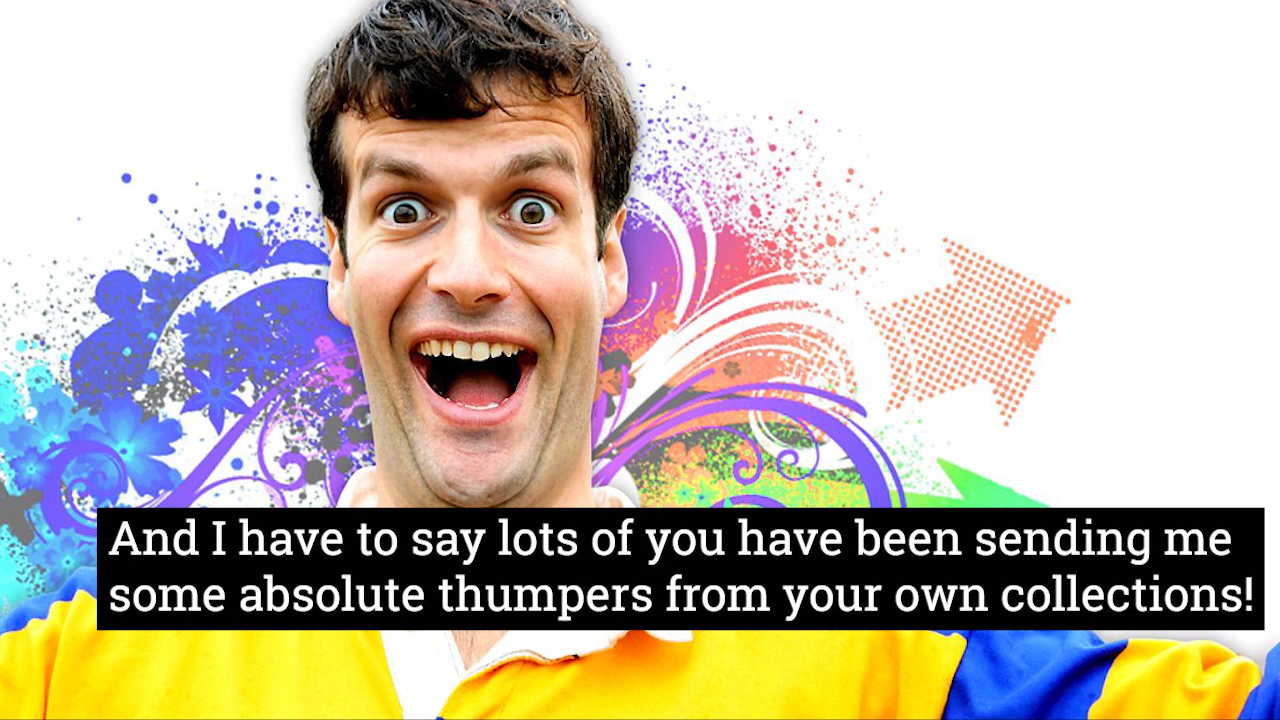 And I have to say lots of you have been sending me
some absolute thumpers from your own collections!